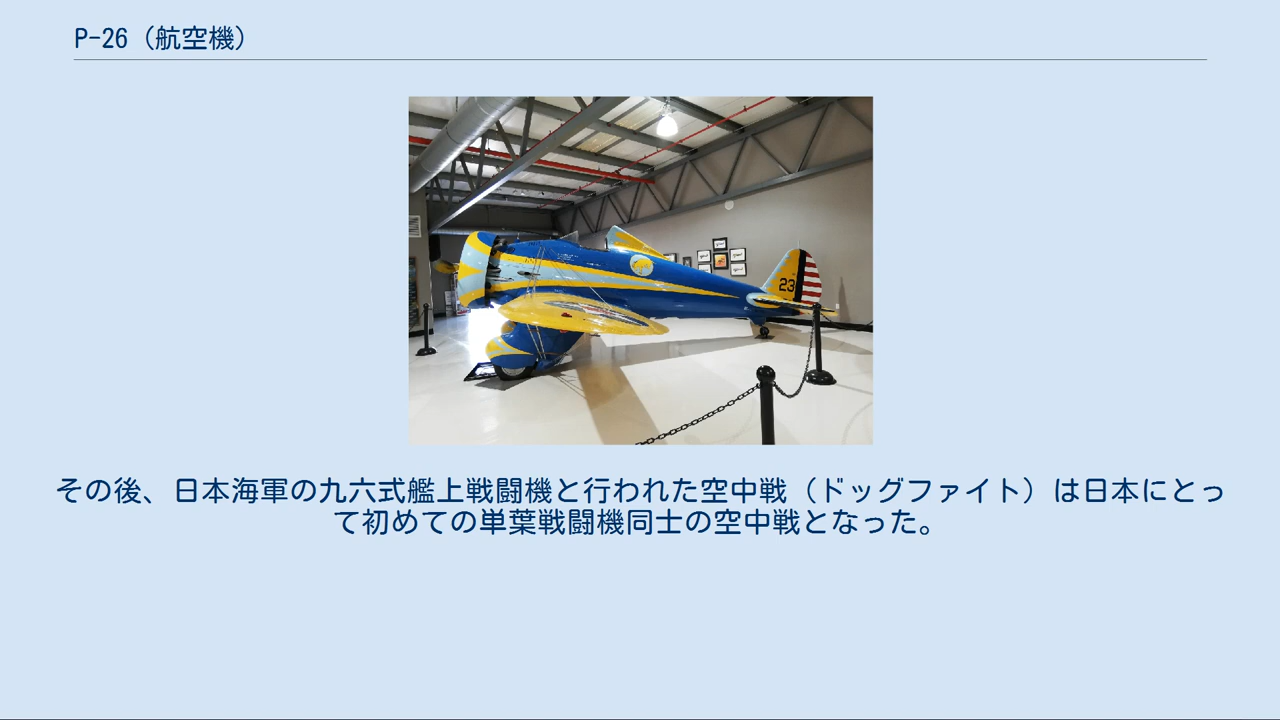 P-26（航空機）
23
その後、日本海軍の九六式艦上戦闘機と行われた空中戦（ドッグファイト）は日本にとっ
て初めての単葉戦闘機同士の空中戦となった。